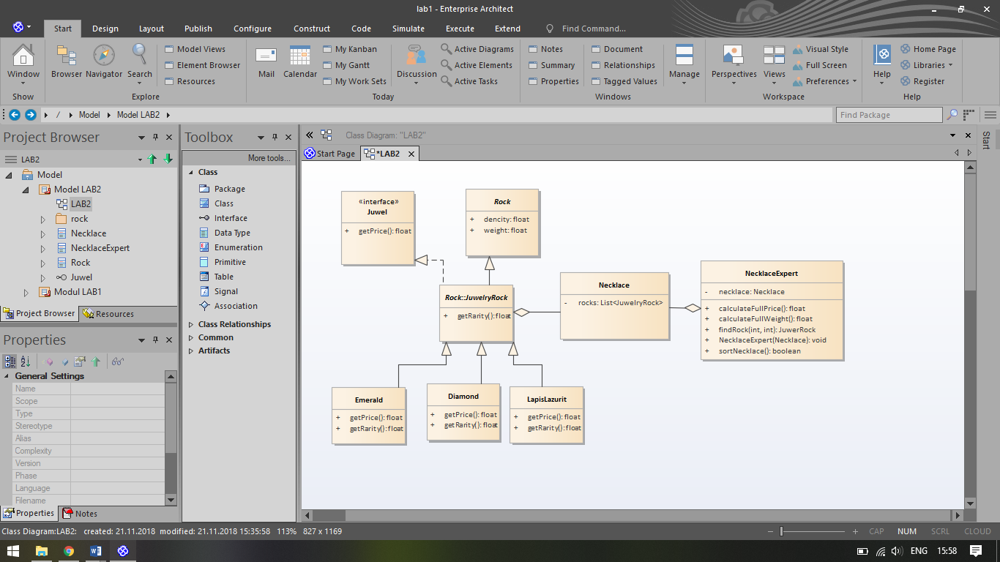 lab1 - Enterprise Architect
Start Design Layout Publish Configure Construct Code Simulate Execute Extend Find Command...
Window Browser Navigator Search Model Views Element Browser Resources
Show Explore
Mail Calendar My Kanban My Gantt My Work Sets Discussion Active Diagrams Active Elements Active Tasks
Today
Notes Summary Properties Document Relationships Tagged Values Manage
Windows
Perspectives Views Visual Style Full Screen Preferences
Workspace
Help Home Page Libraries Register
Help
/ Model Model LAB2 Find Package
Project Browser
LAB2
Model
Model LAB2
LAB2
rock
Necklace
NecklaceExpert
Rock
Juwel
Modul LAB1
Project Browser Resources
Properties
General Settings
Name
Scope
Type
Stereotype
Alias
Complexity
Version
Phase
Language
Filename
Properties Notes
Toolbox
More tools...
Class
Package
Class
Interface
Data Type
Enumeration
Primitive
Table
Signal
Association
Class Relationships
Common
Artifacts
Class Diagram: "LAB2"
Start Page *LAB2
Start
«interface»
Juwel
+ getPrice(): float
Rock
+ dencity: float
+ weight: float
Rock::JuwelryRock
+ getRarity():float
Necklace
- rocks: List<JuwelryRock>
NecklaceExpert
- necklace: Necklace
+ calculateFullPrice(): float
+ calculateFullWeight(): float
+ findRock(int, int): JuwerRock
+ NecklaceExpert(Necklace): void
+ sortNecklace(): boolean
Emerald
+ getPrice(): float
+ getRarity():float
Diamond
+ getPrice(): float
+ getRarity(): float
LapisLazurit
+ getPrice(): float
+ getRarity():float
Class Diagram:LAB2: created: 21.11.2018 modified: 21.11.2018 15:35:58 113% 827 x 1169
CAP NUM SCRL CLOUD
ENG 15:58